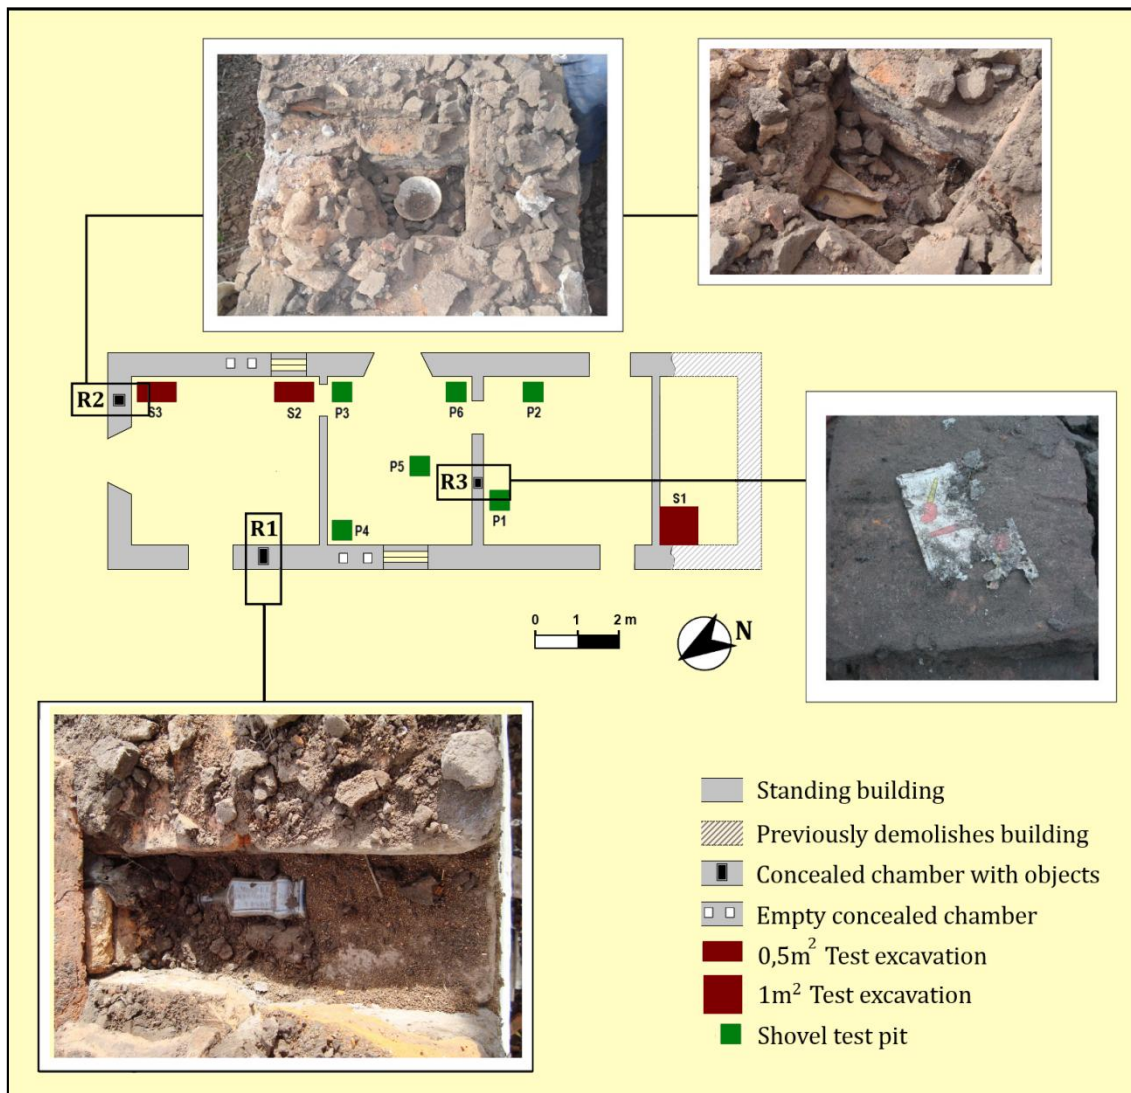 R2
S3
S2
P3
P6
P2
P5
R3
P1
S1
R1
P4
0 1 2 m
N
Standing building
Previously demolishes building
Concealed chamber with objects
Empty concealed chamber
0,5m² Test excavation
1m² Test excavation
Shovel test pit